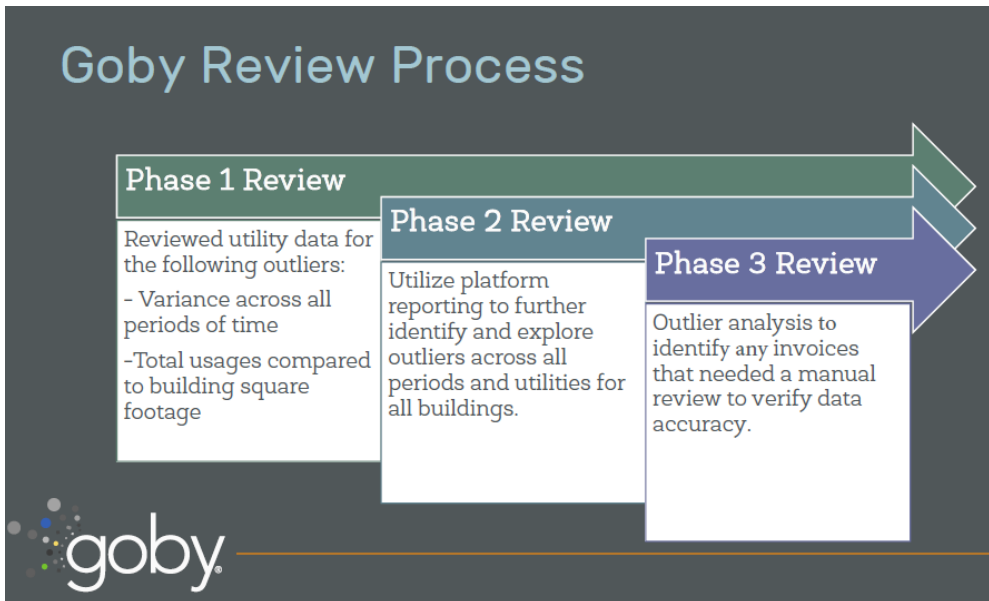 Goby Review Process
Phase 1 Review
Reviewed utility data for
the following outliers:
- Variance across all
periods of time
-Total usages compared
to building square
footage
Phase 2 Review
Utilize platform
reporting to further
identify and explore
outliers across all
periods and utilities for
all buildings.
Phase 3 Review
Outlier analysis to
identify any invoices
that needed a manual
review to verify data
accuracy.
goby®